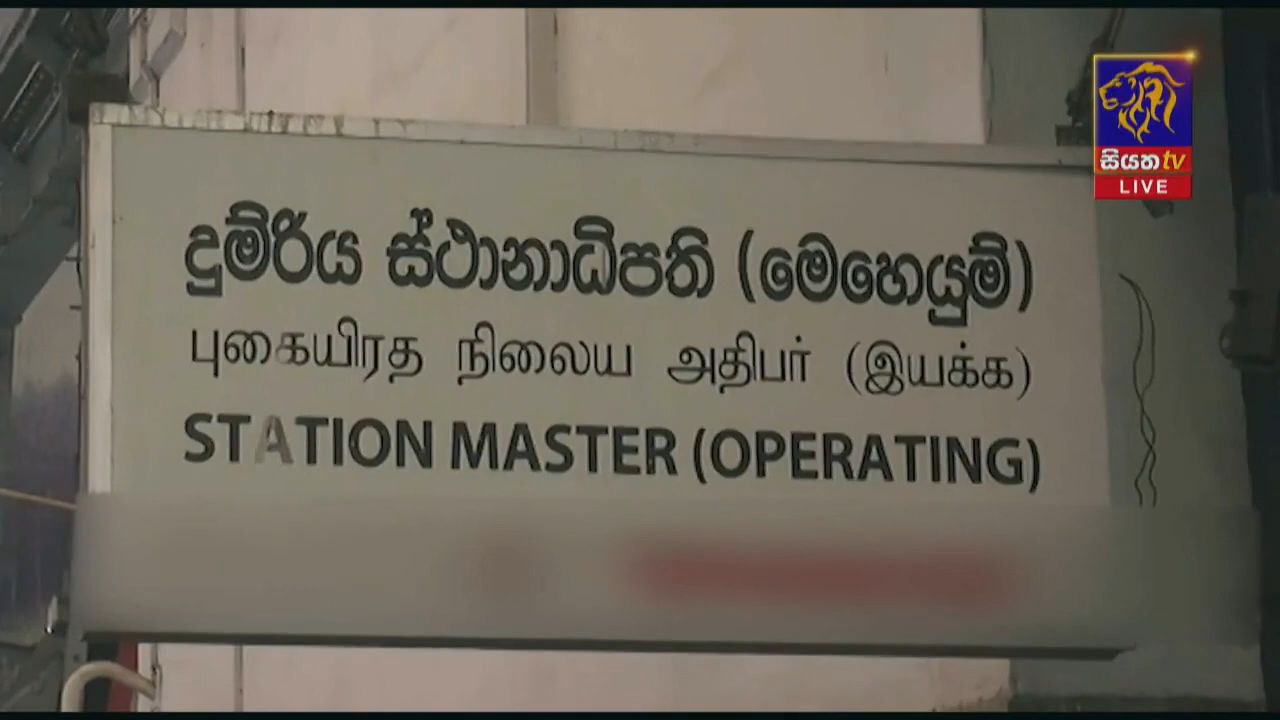 සියත tv
LIVE
දුම්රිය ස්ථානාධිපති (මෙහෙයුම්)
புகையிரத நிலைய அதிபர் (இயக்க)
STATION MASTER (OPERATING)